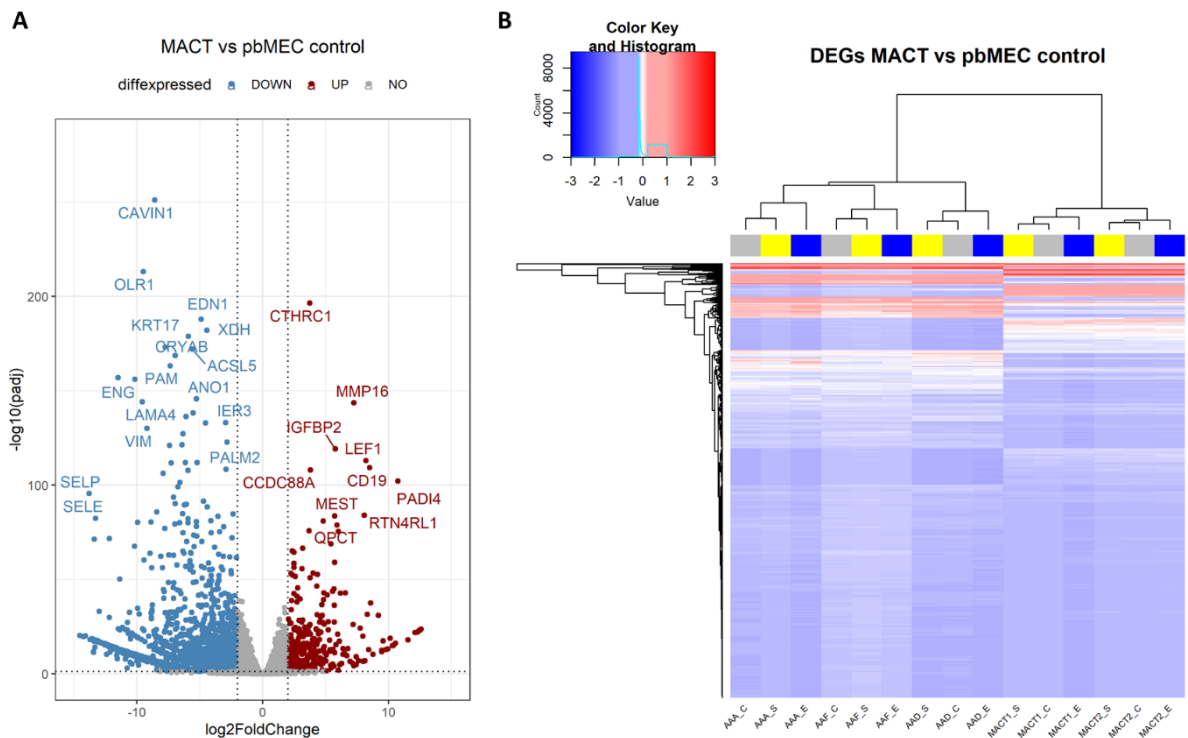 A
MACT vs pbMEC control
diffexpressed DOWN UP NO
-log10(padj)
200
100
0
CAVIN1
OLR1
EDN1
KRT17
XDH
CRYAB
ACSL5
PAM
ENG
ANO1
LAMA4
IER3
VIM
PALM2
SELP
SELE
CTHRC1
MMP16
IGFBP2
LEF1
CCDC88A
CD19
PADI4
MEST
RTN4RL1
QPCT
-10 0 10
log2FoldChange
B
Color Key
and Histogram
Count
8000
4000
0
-3 -2 -1 0 1 2 3
Value
DEGs MACT vs pbMEC control
AAA_C AAA_S AAA_E AAF_C AAF_S AAF_E AAD_S AAD_C AAD_E MACT1_S MACT1_C MACT1_E MACT2_S MACT2_C MACT2_E